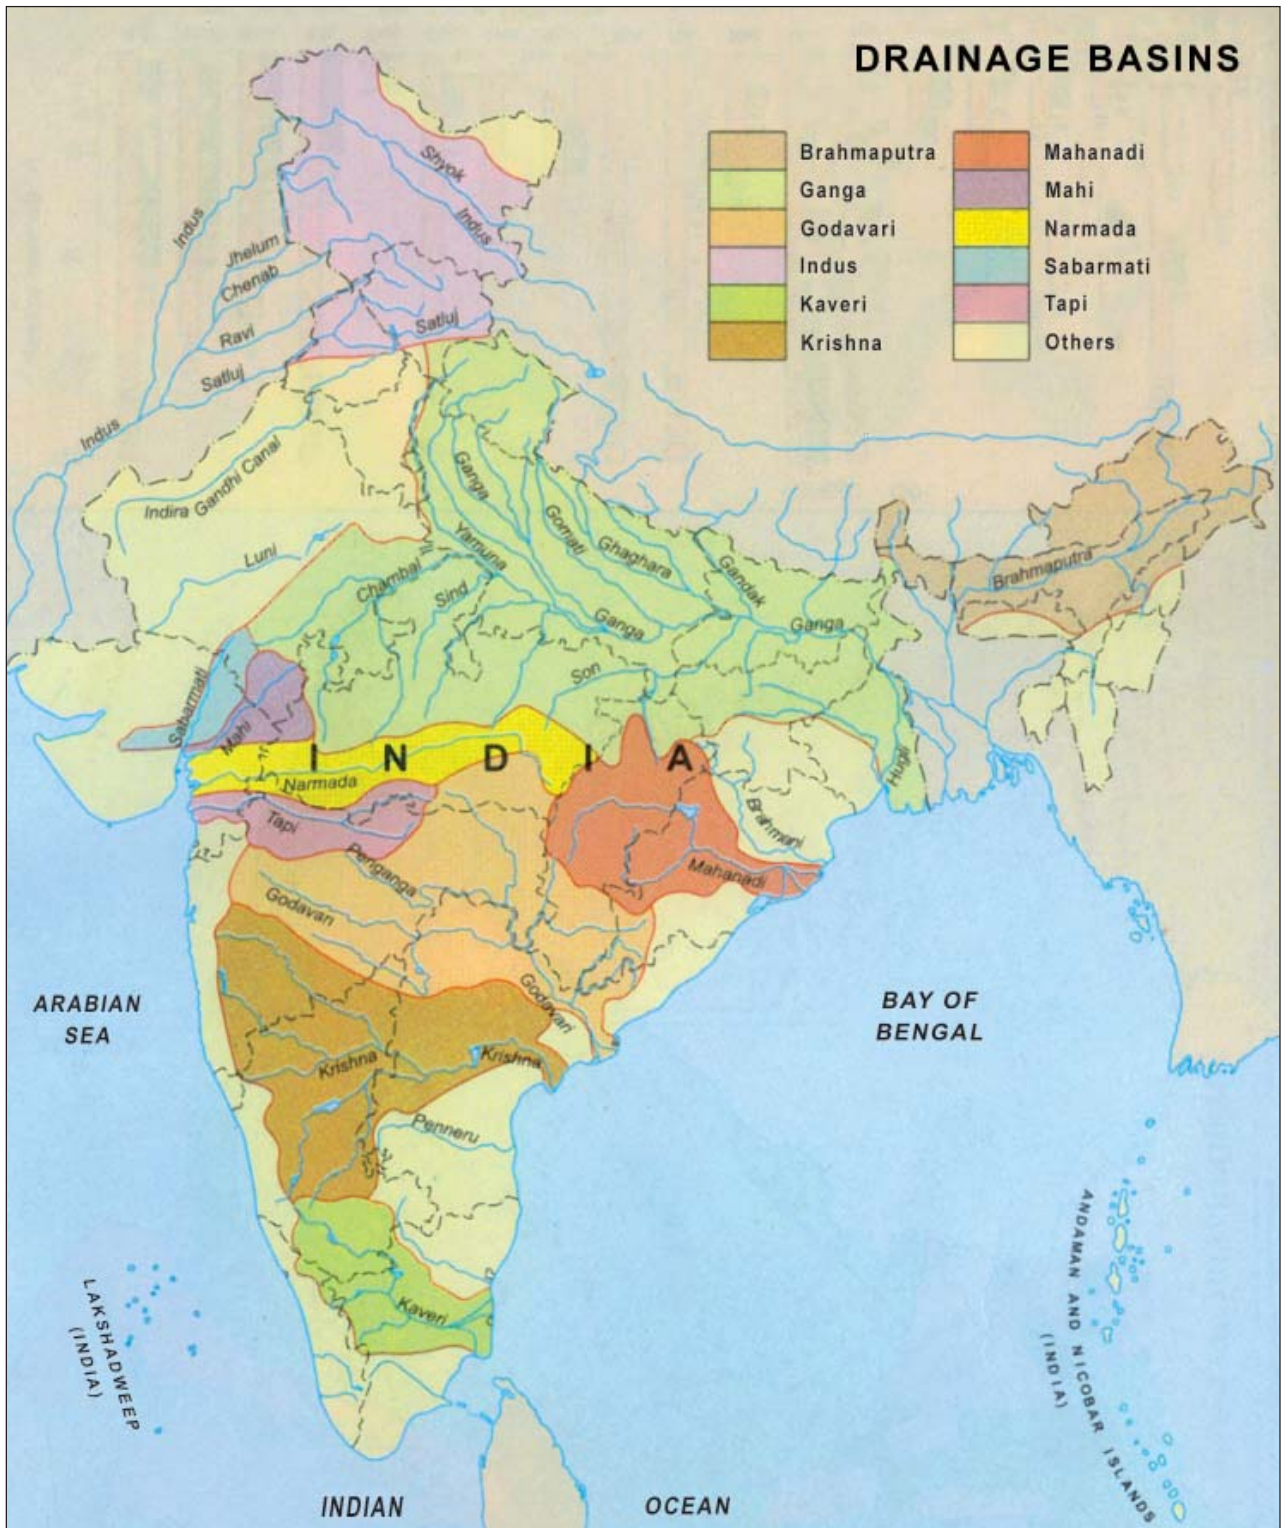 DRAINAGE BASINS
Brahmaputra
Ganga
Godavari
Indus
Kaveri
Krishna
Mahanadi
Mahi
Narmada
Sabarmati
Tapi
Others
Shyok
Indus
Indus
Jhelum
Chenab
Ravi
Satluj
Satluj
Indus
Indira Gandhi Canal
Luni
Ganga
Yamuna
Gomati
Ghaghara
Gandak
Chambal
Sind
Ganga
Ganga
Brahmaputra
Son
Sabarmati
Mahi
Hugli
INDIA
Narmada
Tapi
Brahmani
Mahanadi
Penganga
Godavari
Godavari
Krishna
Krishna
Penneru
Kaveri
ARABIAN
SEA
BAY OF
BENGAL
LAKSHADWEEP
(INDIA)
ANDAMAN AND NICOBAR ISLANDS
(INDIA)
INDIAN OCEAN